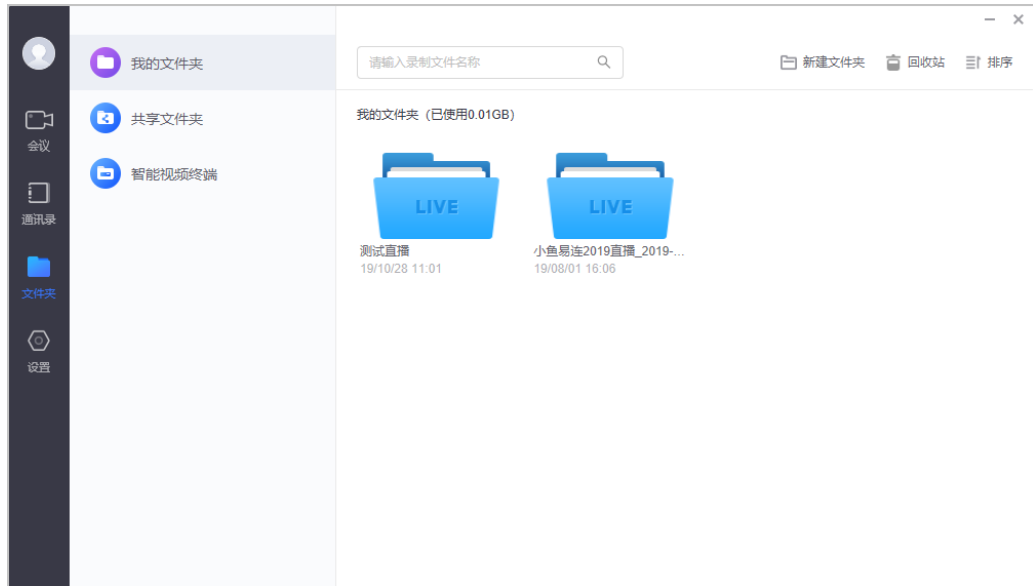 会议
通讯录
文件夹
设置
我的文件夹
共享文件夹
智能视频终端
请输入录制文件名称
新建文件夹
回收站
排序
我的文件夹（已使用0.01GB）
LIVE
测试直播
19/10/28 11:01
LIVE
小鱼易连2019直播_2019-...
19/08/01 16:06